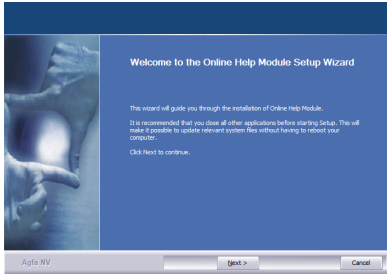 Welcome to the Online Help Module Setup Wizard
This wizard will guide you through the installation of Online Help Module.
It is recommended that you close all other applications before starting Setup. This will
make it possible to update relevant system files without having to reboot your
computer.
Click Next to continue.
Agfa NV
Next >
Cancel